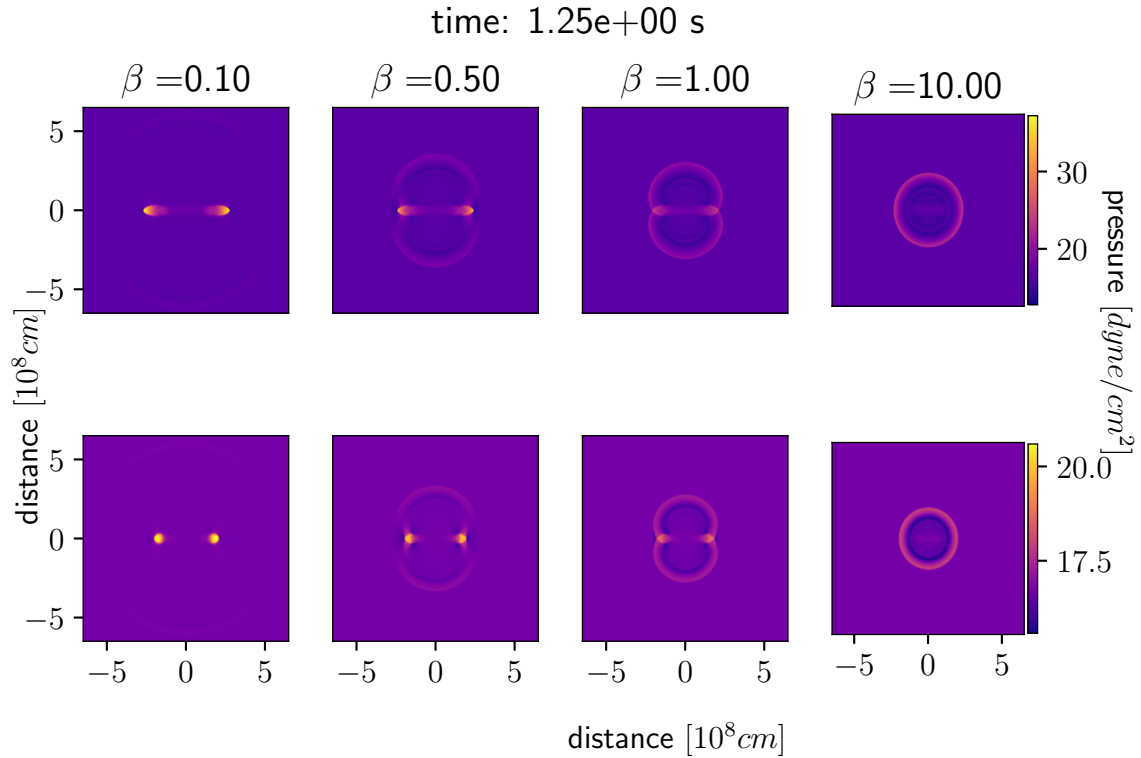 time: 1.25e+00 s
β =0.10
β =0.50
β =1.00
β =10.00
5
0
−5
30
20
pressure [dyne/cm²]
distance [10⁸cm]
5
0
−5
20.0
17.5
−5 0 5
−5 0 5
−5 0 5
−5 0 5
distance [10⁸cm]